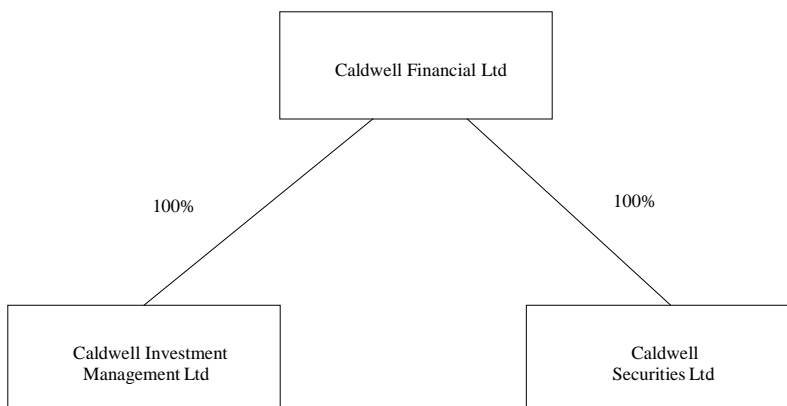 Caldwell Financial Ltd
100%
100%
Caldwell Investment
Management Ltd
Caldwell
Securities Ltd